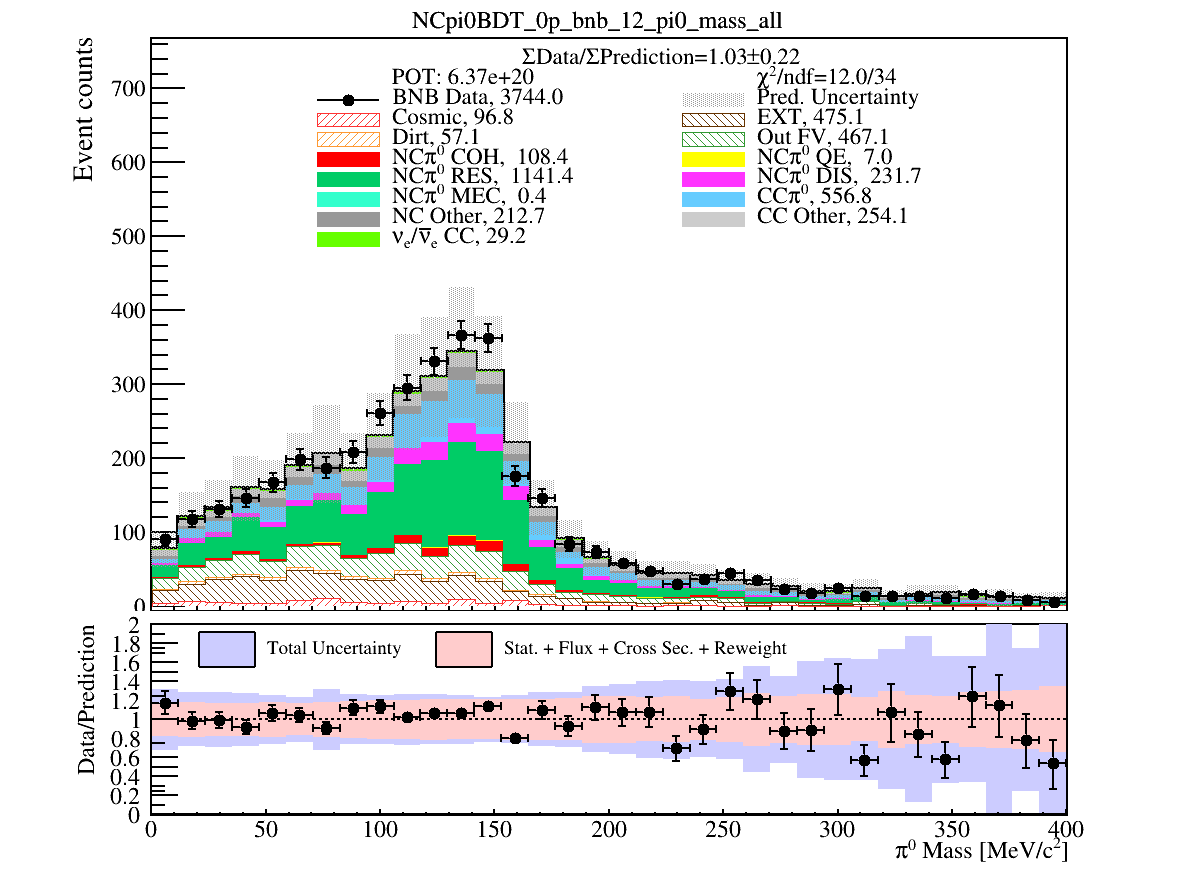 NCpi0BDT_0p_bnb_12_pi0_mass_all
ΣData/ΣPrediction=1.03±0.22
POT: 6.37e+20
χ²/ndf=12.0/34
BNB Data, 3744.0
Pred. Uncertainty
Cosmic, 96.8
EXT, 475.1
Dirt, 57.1
Out FV, 467.1
NCπ⁰ COH, 108.4
NCπ⁰ QE, 7.0
NCπ⁰ RES, 1141.4
NCπ⁰ DIS, 231.7
NCπ⁰ MEC, 0.4
CCπ⁰, 556.8
NC Other, 212.7
CC Other, 254.1
νₑ/ν̅ₑ CC, 29.2
Event counts
700
600
500
400
300
200
100
0
Total Uncertainty
Stat. + Flux + Cross Sec. + Reweight
Data/Prediction
2
1.8
1.6
1.4
1.2
1
0.8
0.6
0.4
0.2
0
0 50 100 150 200 250 300 350 400
π⁰ Mass [MeV/c²]